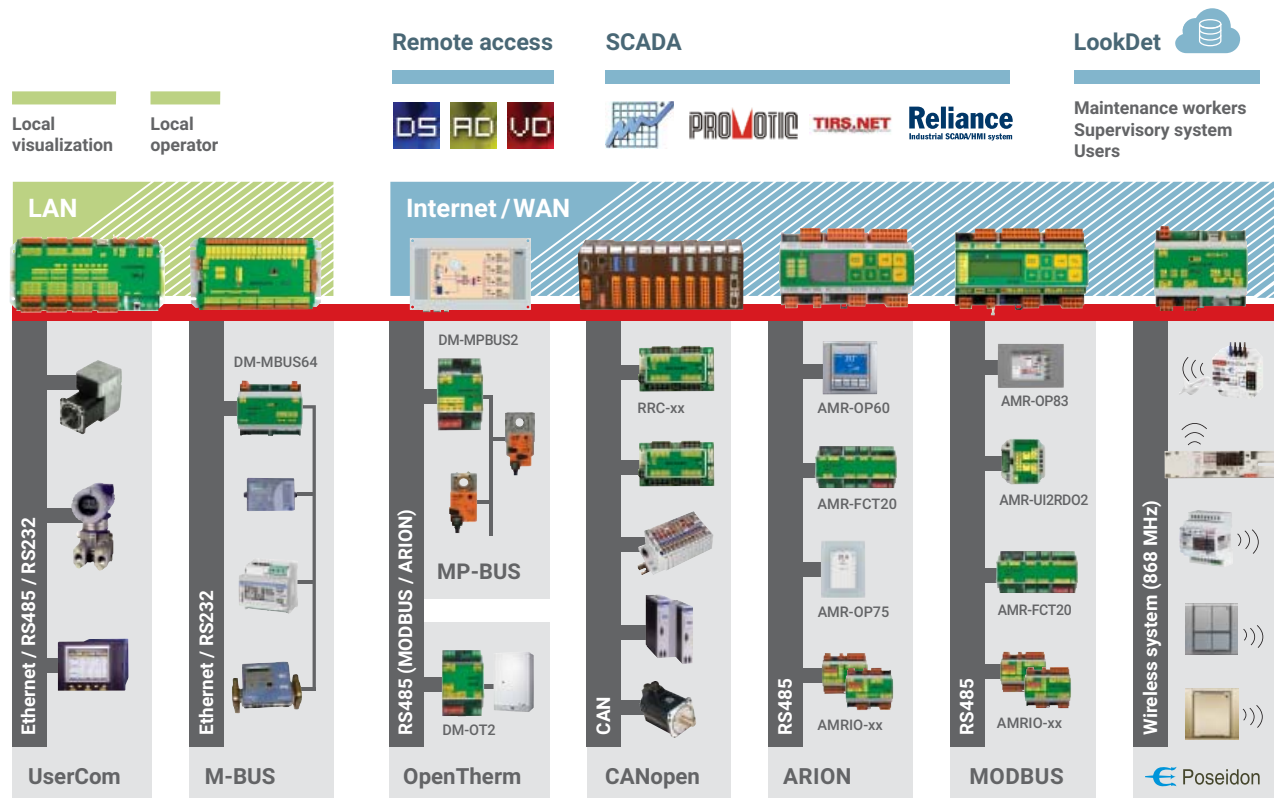 Remote access
SCADA
LookDet
Local
visualization
Local
operator
DS
AD
VD
PROMOTIC
TIRS.NET
Reliance
Industrial SCADA/HMI system
Maintenance workers
Supervisory system
Users
LAN
Internet / WAN
Ethernet / RS485 / RS232
UserCom
DM-MBUS64
Ethernet / RS232
M-BUS
DM-MPBUS2
MP-BUS
RS485 (MODBUS / ARION)
DM-OT2
OpenTherm
RRC-xx
CAN
CANopen
AMR-OP60
AMR-FCT20
AMR-OP75
AMRIO-xx
RS485
ARION
AMR-OP83
AMR-UI2RDO2
AMR-FCT20
AMRIO-xx
RS485
MODBUS
Wireless system (868 MHz)
Poseidon